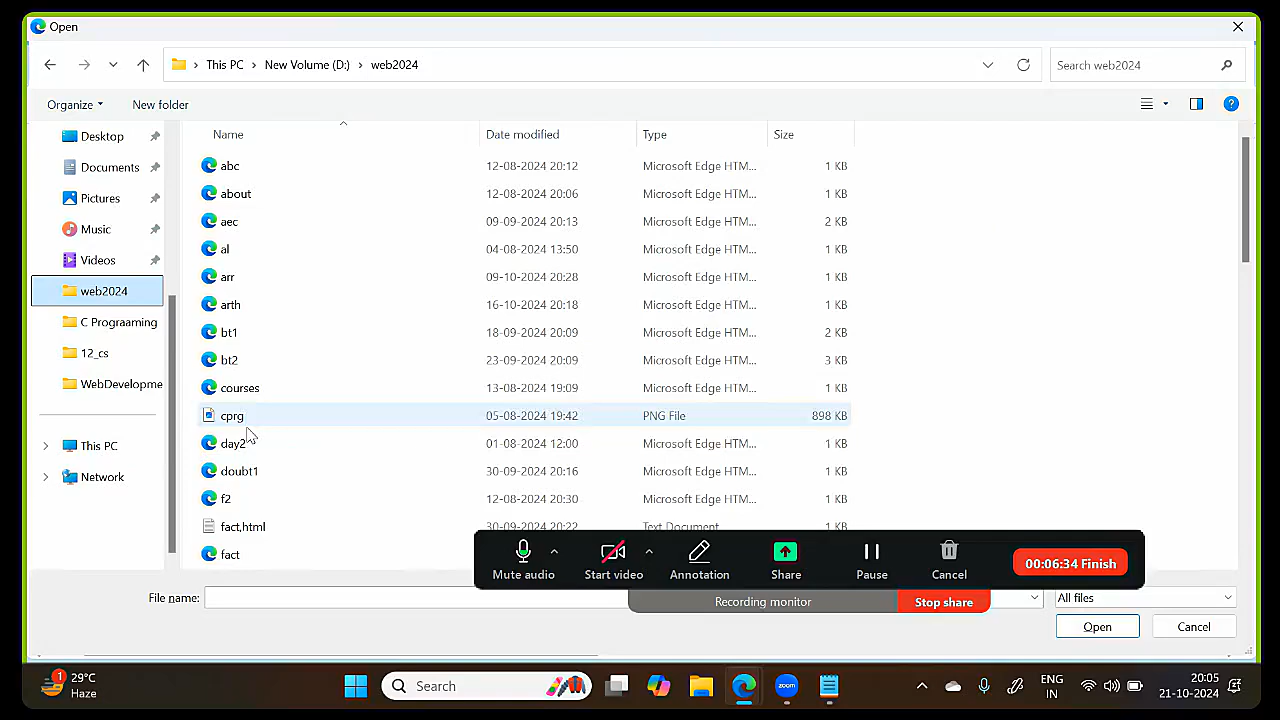 Open
This PC > New Volume (D:) > web2024
Search web2024
Organize
New folder
Name Date modified Type Size
Desktop
Documents
Pictures
Music
Videos
web2024
C Prograaming
12_cs
WebDevelopme
This PC
Network
abc 12-08-2024 20:12 Microsoft Edge HTM... 1 KB
about 12-08-2024 20:06 Microsoft Edge HTM... 1 KB
aec 09-09-2024 20:13 Microsoft Edge HTM... 2 KB
al 04-08-2024 13:50 Microsoft Edge HTM... 1 KB
arr 09-10-2024 20:28 Microsoft Edge HTM... 1 KB
arth 16-10-2024 20:18 Microsoft Edge HTM... 1 KB
bt1 18-09-2024 20:09 Microsoft Edge HTM... 2 KB
bt2 23-09-2024 20:09 Microsoft Edge HTM... 3 KB
courses 13-08-2024 19:09 Microsoft Edge HTM... 1 KB
cprg 05-08-2024 19:42 PNG File 898 KB
day2 01-08-2024 12:00 Microsoft Edge HTM... 1 KB
doubt1 30-09-2024 20:16 Microsoft Edge HTM... 1 KB
f2 12-08-2024 20:30 Microsoft Edge HTM... 1 KB
fact,html 30-09-2024 20:22 Text Document 1 KB
fact
Mute audio
Start video
Annotation
Share
Pause
Cancel
00:06:34 Finish
Recording monitor
Stop share
File name:
All files
Open
Cancel
1
29°C
Haze
Search
zoom
ENG
IN
20:05
21-10-2024